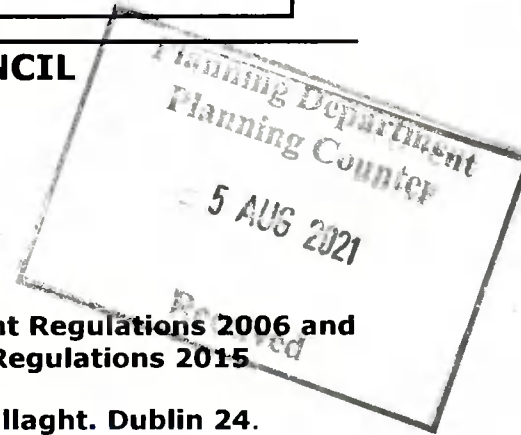 NCIL
Planning Department
Planning Counter
5 AUG 2021
Received
nt Regulations 2006 and
Regulations 2015
llaght. Dublin 24.